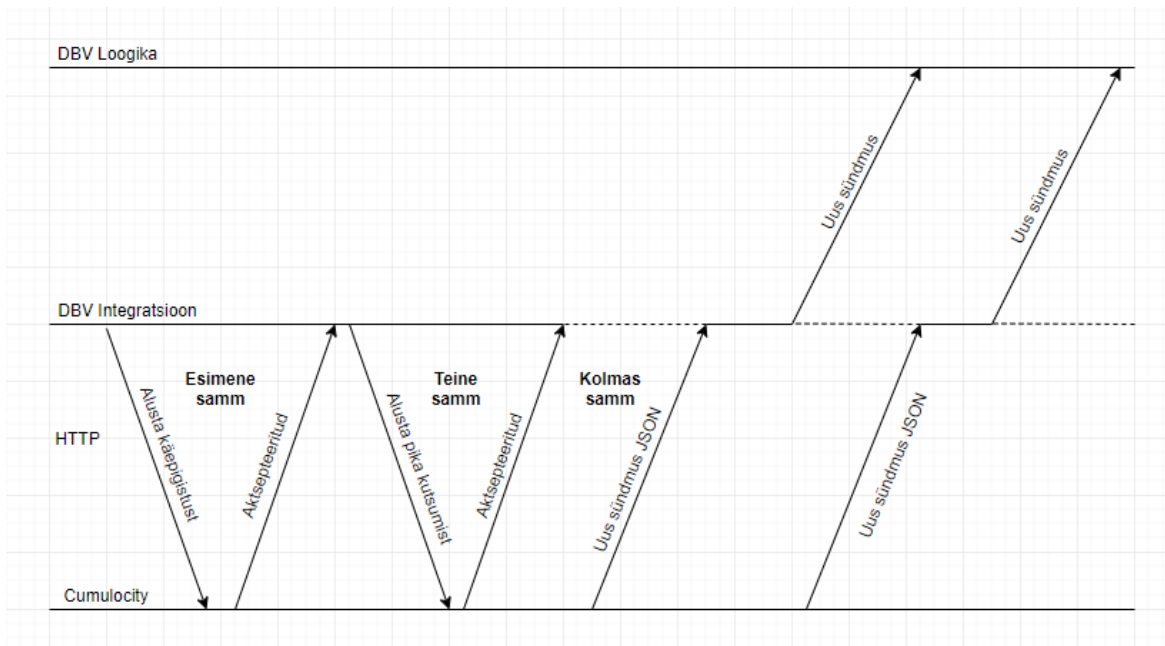 DBV Loogika
Uus sündmus
Uus sündmus
DBV Integratsioon
Esimene
samm
Teine
samm
Kolmas
samm
Alusta käepigistust
Aktsepteeritud
Alusta pika kutsumist
Aktsepteeritud
Uus sündmus JSON
Uus sündmus JSON
HTTP
Cumulocity